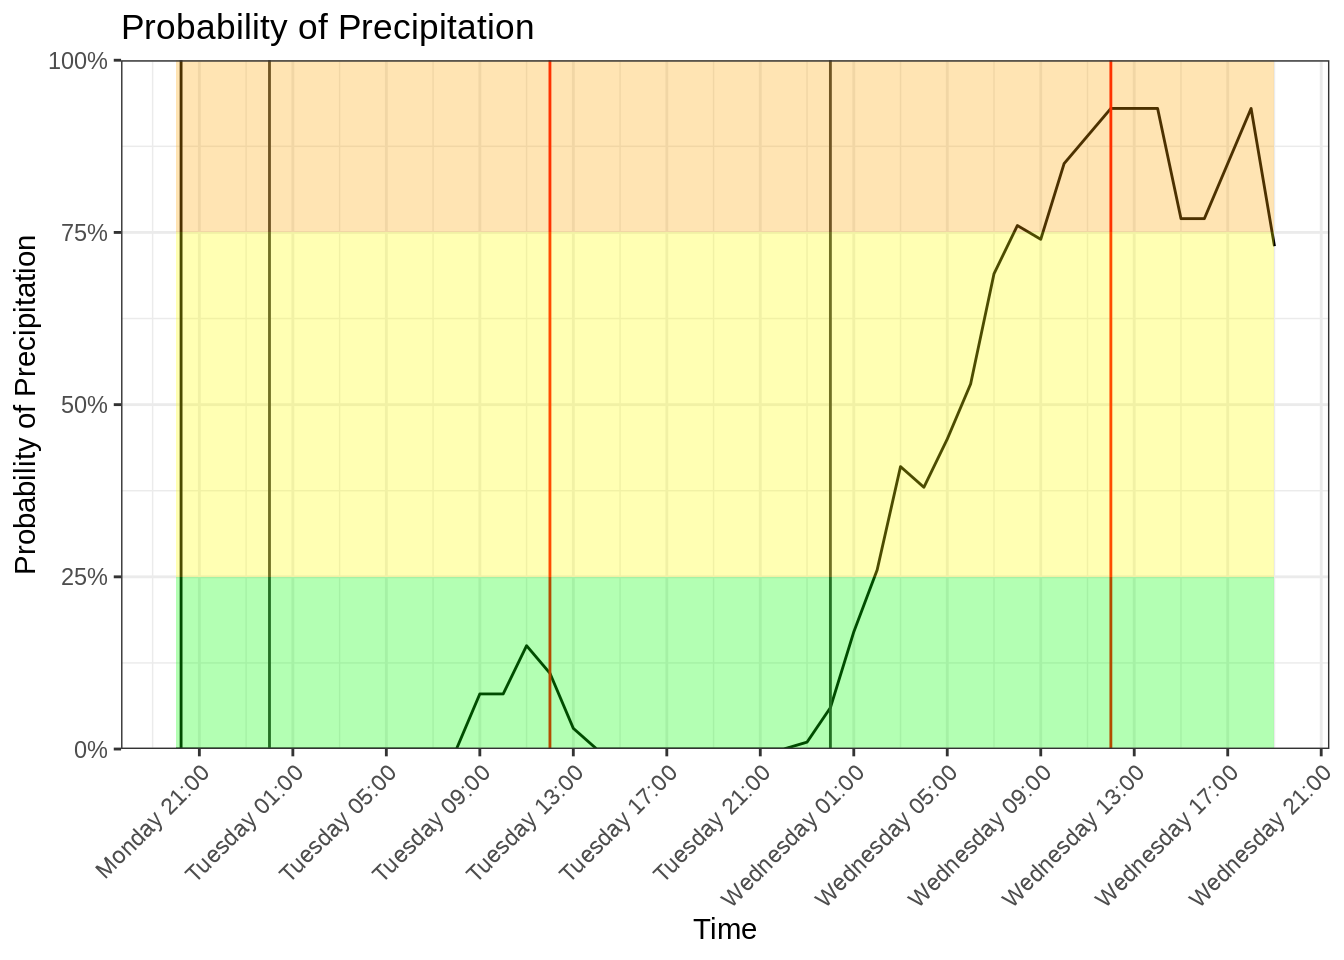 Probability of Precipitation
Probability of Precipitation
100%
75%
50%
25%
0%
Monday 21:00
Tuesday 01:00
Tuesday 05:00
Tuesday 09:00
Tuesday 13:00
Tuesday 17:00
Tuesday 21:00
Wednesday 01:00
Wednesday 05:00
Wednesday 09:00
Wednesday 13:00
Wednesday 17:00
Wednesday 21:00
Time